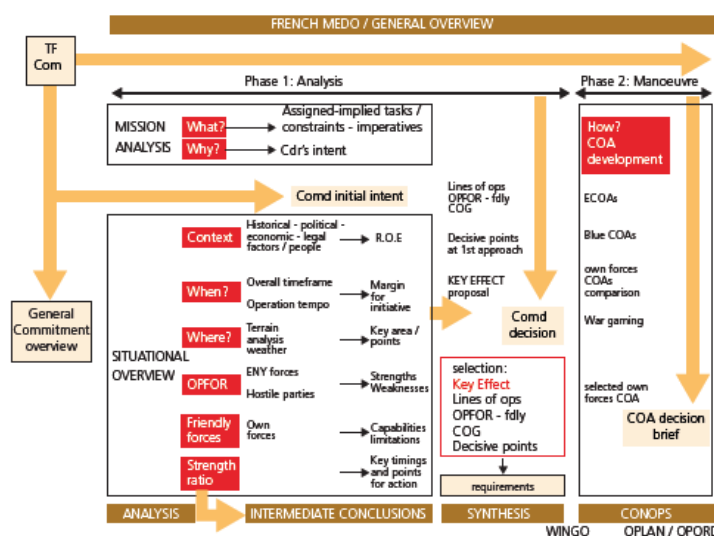 FRENCH MEDO / GENERAL OVERVIEW
TF
Com
Phase 1: Analysis
Phase 2: Manoeuvre
MISSION
ANALYSIS
What?
Assigned-implied tasks /
constraints - imperatives
Why?
Cdr's intent
Comd initial intent
General
Commitment
overview
SITUATIONAL
OVERVIEW
Context
Historical - political -
economic - legal
factors / people
R.O.E
When?
Overall timeframe
Operation tempo
Margin
for
initiative
Where?
Terrain
analysis
weather
Key area /
points
OPFOR
ENY forces
Hostile parties
Strengths
Weaknesses
Friendly
forces
Own
forces
Capabilities
limitations
Strength
ratio
Key timings
and points
for action
Lines of ops
OPFOR - fdly
COG
Decisive points
at 1st approach
KEY EFFECT
proposal
Comd
decision
selection:
Key Effect
Lines of ops
OPFOR - fdly
COG
Decisive points
requirements
How?
COA
development
ECOAs
Blue COAs
own forces
COAs
comparison
War gaming
selected own
forces COA
COA decision
brief
ANALYSIS
INTERMEDIATE CONCLUSIONS
SYNTHESIS
CONOPS
WINGO
OPLAN / OPORD